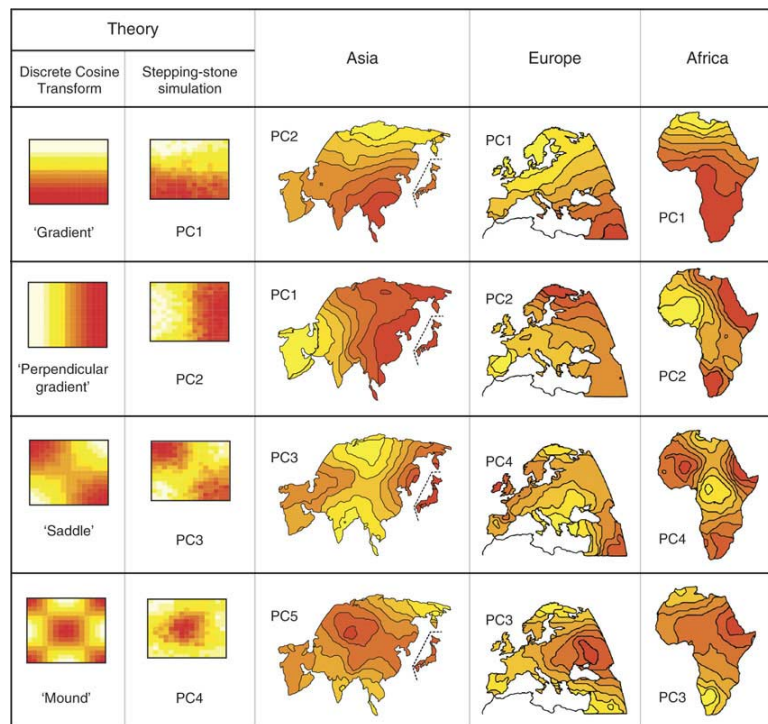 Theory
Asia
Europe
Africa
Discrete Cosine
Transform
Stepping-stone
simulation
'Gradient'
PC1
PC2
PC1
PC1
'Perpendicular
gradient'
PC2
PC1
PC2
PC2
'Saddle'
PC3
PC3
PC4
PC4
'Mound'
PC4
PC5
PC3
PC3